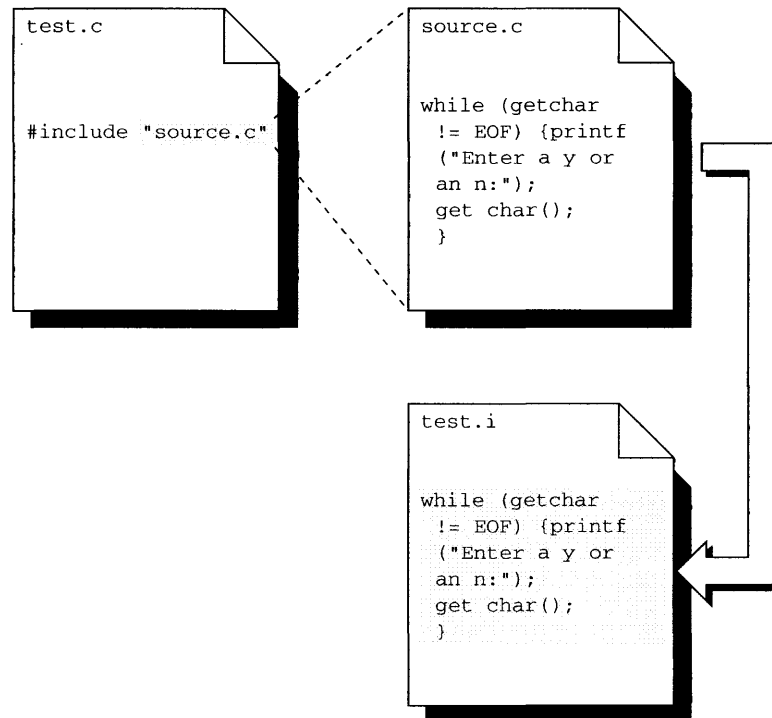 test.c
#include "source.c"
source.c
while (getchar
!= EOF) {printf
("Enter a y or
an n:");
get char();
}
test.i
while (getchar
!= EOF) {printf
("Enter a y or
an n:");
get char();
}